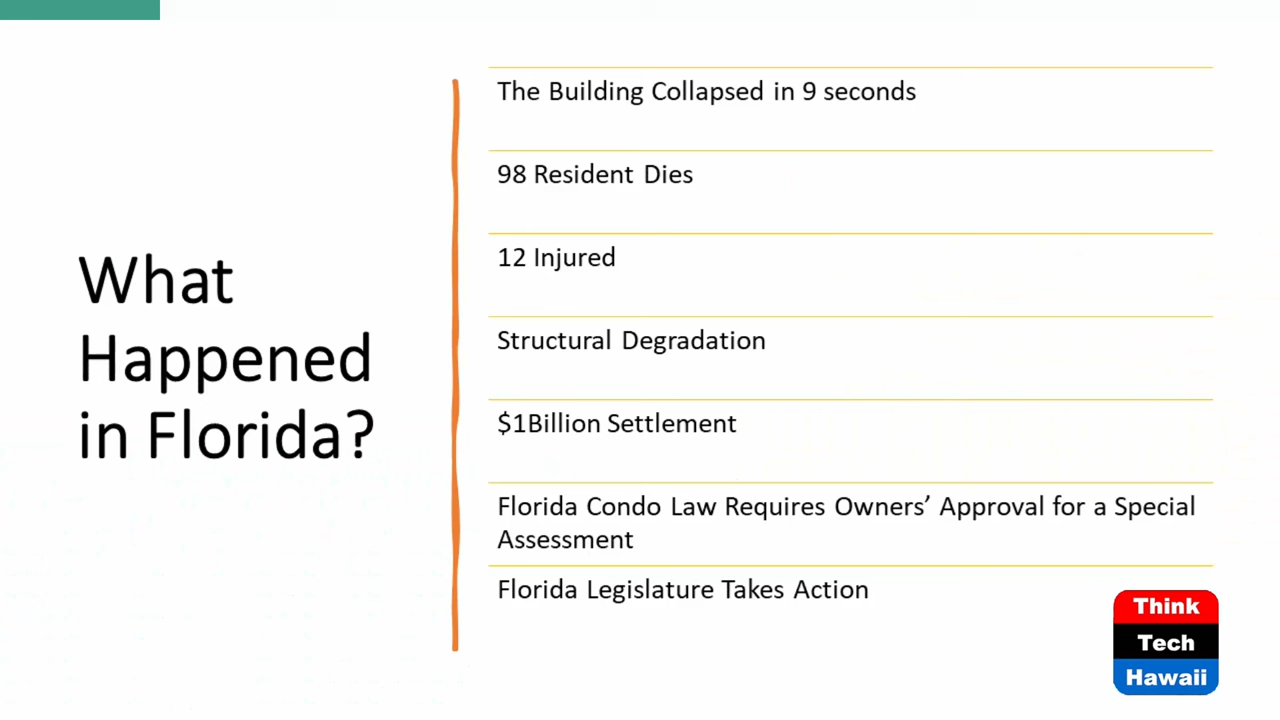 What
Happened
in Florida?
The Building Collapsed in 9 seconds
98 Resident Dies
12 Injured
Structural Degradation
$1Billion Settlement
Florida Condo Law Requires Owners’ Approval for a Special
Assessment
Florida Legislature Takes Action
Think
Tech
Hawaii